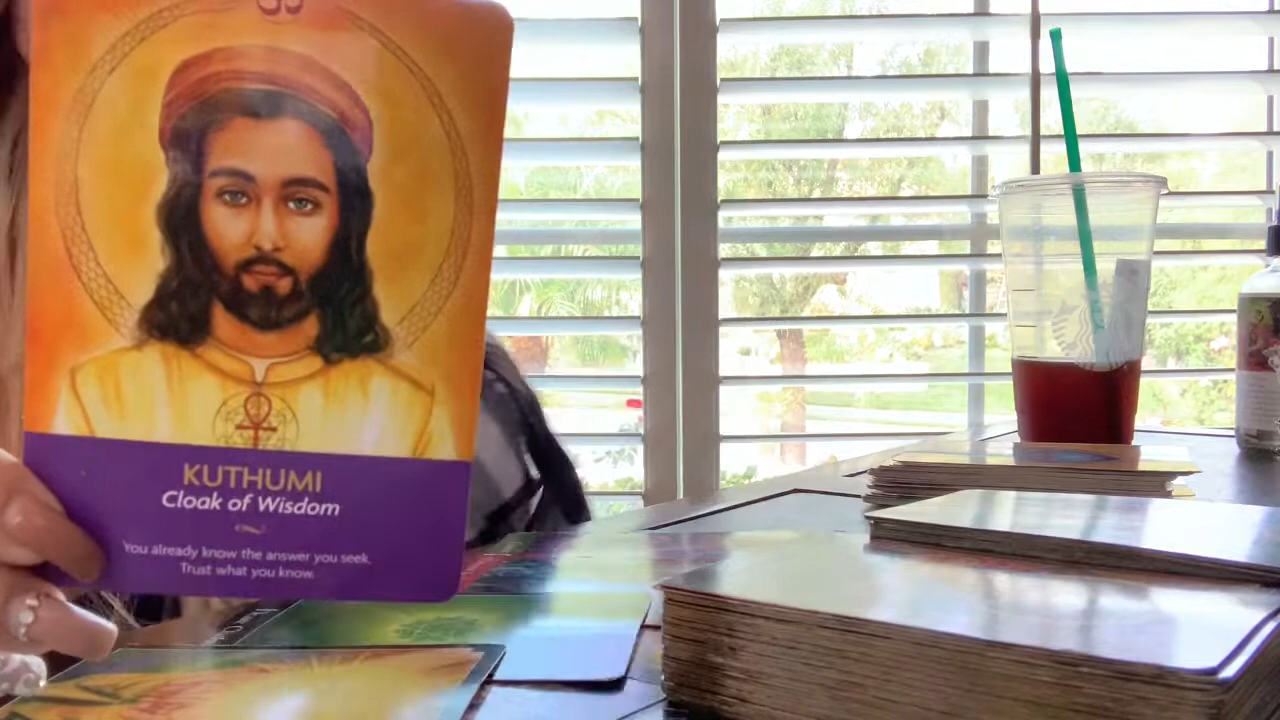 KUTHUMI
Cloak of Wisdom
You already know the answer you seek.
Trust what you know.